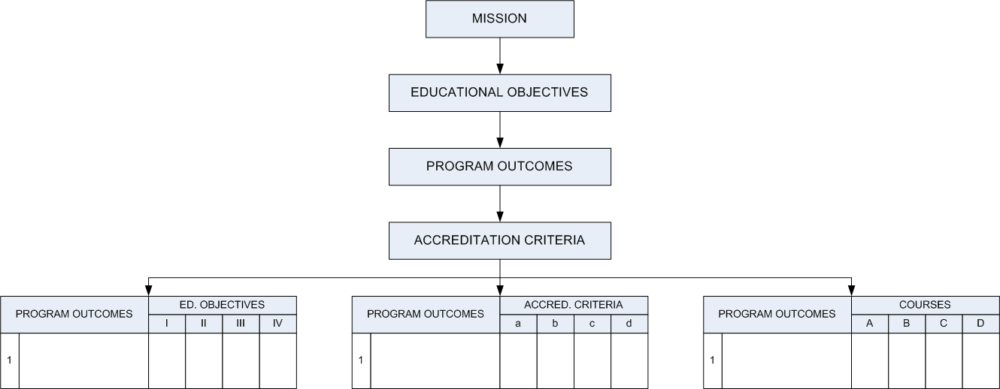 MISSION
EDUCATIONAL OBJECTIVES
PROGRAM OUTCOMES
ACCREDITATION CRITERIA
PROGRAM OUTCOMES
ED. OBJECTIVES
I II III IV
1
PROGRAM OUTCOMES
ACCRED. CRITERIA
a b c d
1
PROGRAM OUTCOMES
COURSES
A B C D
1